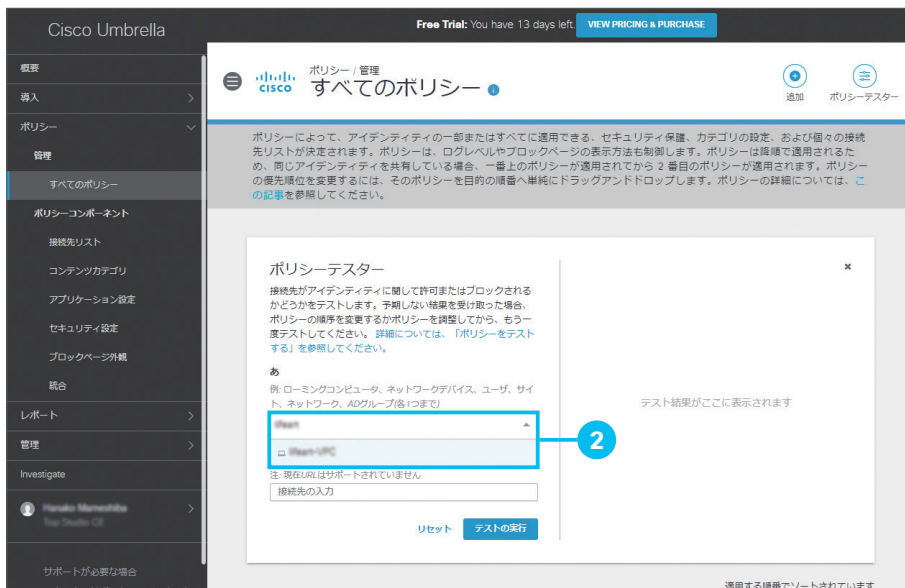 Cisco Umbrella
Free Trial: You have 13 days left.
VIEW PRICING & PURCHASE
概要
導入
ポリシー
管理
すべてのポリシー
ポリシーコンポーネント
接続先リスト
コンテンツカテゴリ
アプリケーション設定
セキュリティ設定
ブロックページ外観
統合
レポート
管理
Investigate
サポートが必要な場合
cisco
ポリシー / 管理
すべてのポリシー
追加
ポリシーテスター
ポリシーによって、アイデンティティの一部またはすべてに適用できる、セキュリティ保護、カテゴリの設定、および個々の接続
先リストが決定されます。ポリシーは、ログレベルやブロックページの表示方法も制御します。ポリシーは降順で適用されるた
め、同じアイデンティティを共有している場合、一番上のポリシーが適用されてから 2 番目のポリシーが適用されます。ポリシー
の優先順位を変更するには、そのポリシーを目的の順番へ単純にドラッグアンドドロップします。ポリシーの詳細については、こ
の記事を参照してください。
ポリシーテスター
接続先がアイデンティティに関して許可またはブロックされる
かどうかをテストします。予期しない結果を受け取った場合、
ポリシーの順序を変更するかポリシーを調整してから、もう一
度テストしてください。 詳細については、「ポリシーをテスト
する」を参照してください。
あ
例: ローミングコンピュータ、ネットワークデバイス、ユーザ、サイ
ト、ネットワーク、ADグループ(各1つまで)
2
注: 現在URLはサポートされていません
接続先の入力
リセット
テストの実行
テスト結果がここに表示されます
適用する順番でソートされています